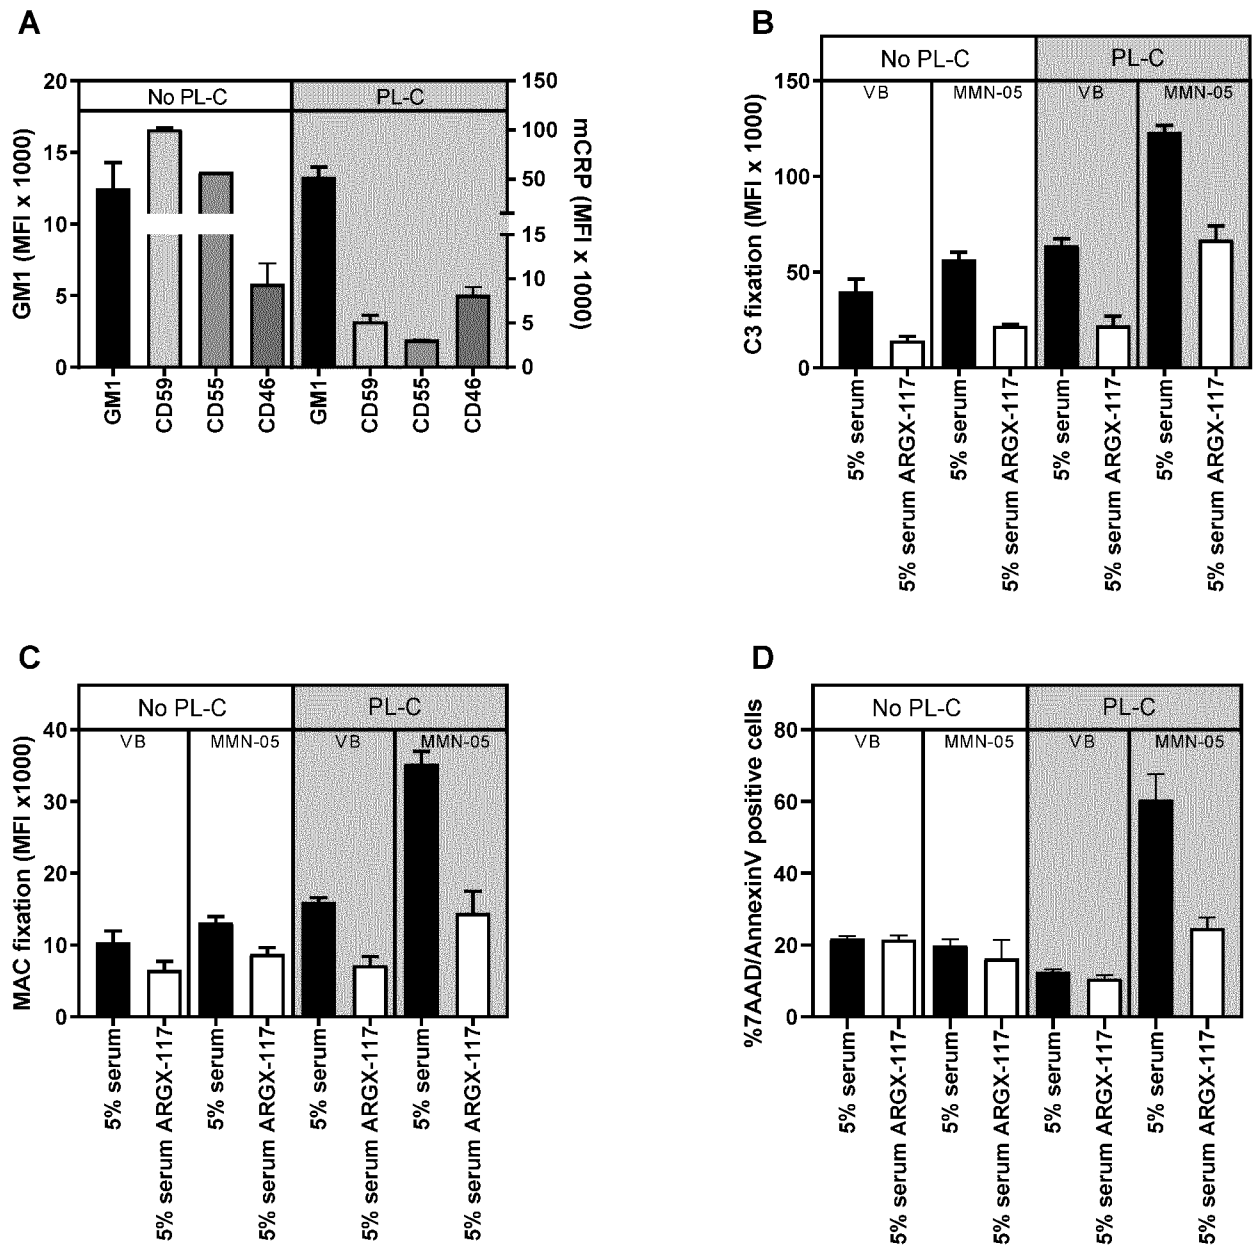 A
No PL-C
PL-C
GM1 (MFI x 1000)
20
15
10
5
0
150
100
50
15
10
5
0
mCRP (MFI x 1000)
GM1
CD59
CD55
CD46
GM1
CD59
CD55
CD46
B
No PL-C
PL-C
VB
MMN-05
VB
MMN-05
C3 fixation (MFI x 1000)
150
100
50
0
5% serum
5% serum ARGX-117
5% serum
5% serum ARGX-117
5% serum
5% serum ARGX-117
5% serum
5% serum ARGX-117
C
No PL-C
PL-C
VB
MMN-05
VB
MMN-05
MAC fixation (MFI x1000)
40
30
20
10
0
5% serum
5% serum ARGX-117
5% serum
5% serum ARGX-117
5% serum
5% serum ARGX-117
5% serum
5% serum ARGX-117
D
No PL-C
PL-C
VB
MMN-05
VB
MMN-05
%7AAD/AnnexinV positive cells
80
60
40
20
0
5% serum
5% serum ARGX-117
5% serum
5% serum ARGX-117
5% serum
5% serum ARGX-117
5% serum
5% serum ARGX-117